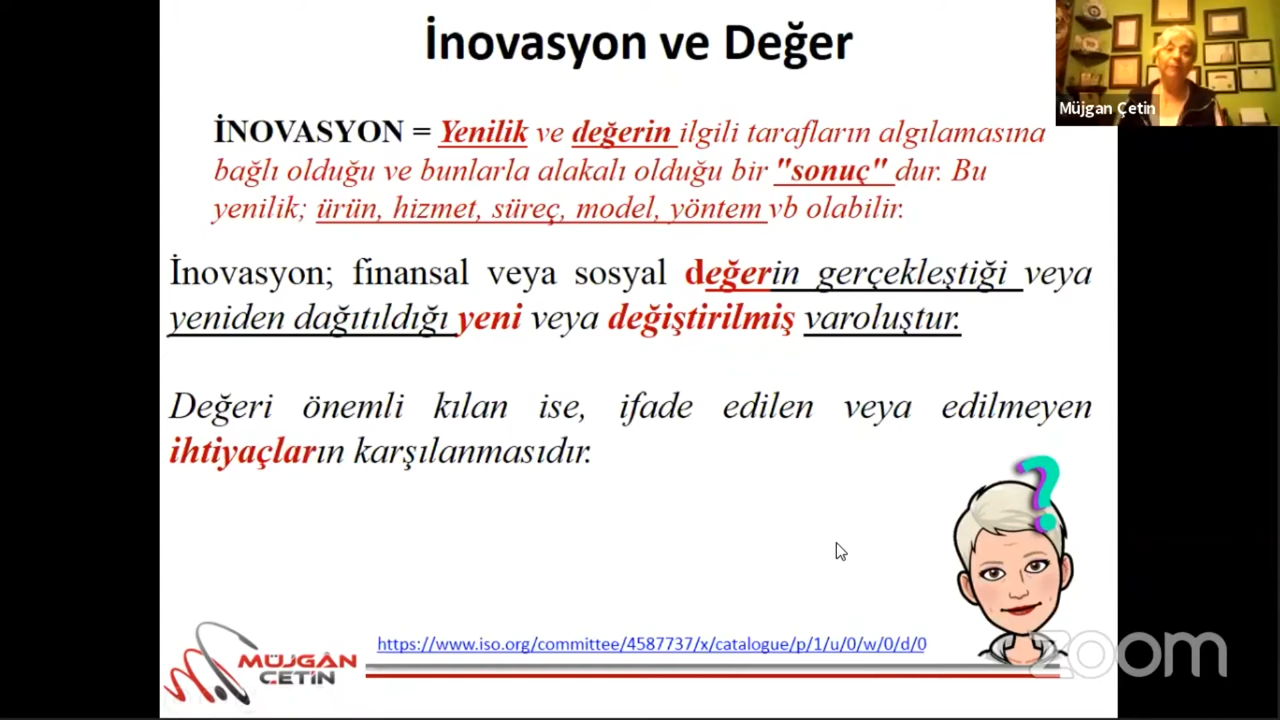 İnovasyon ve Değer
Müjgan Çetin
İNOVASYON = Yenilik ve değerin ilgili tarafların algılamasına
bağlı olduğu ve bunlarla alakalı olduğu bir "sonuç" dur. Bu
yenilik; ürün, hizmet, süreç, model, yöntem vb olabilir.
İnovasyon; finansal veya sosyal değerin gerçekleştiği veya
yeniden dağıtıldığı yeni veya değiştirilmiş varoluştur.
Değeri önemli kılan ise, ifade edilen veya edilmeyen
ihtiyaçların karşılanmasıdır.
?
https://www.iso.org/committee/4587737/x/catalogue/p/1/u/0/w/0/d/0
MÜJGÂN
ÇETİN
zoom